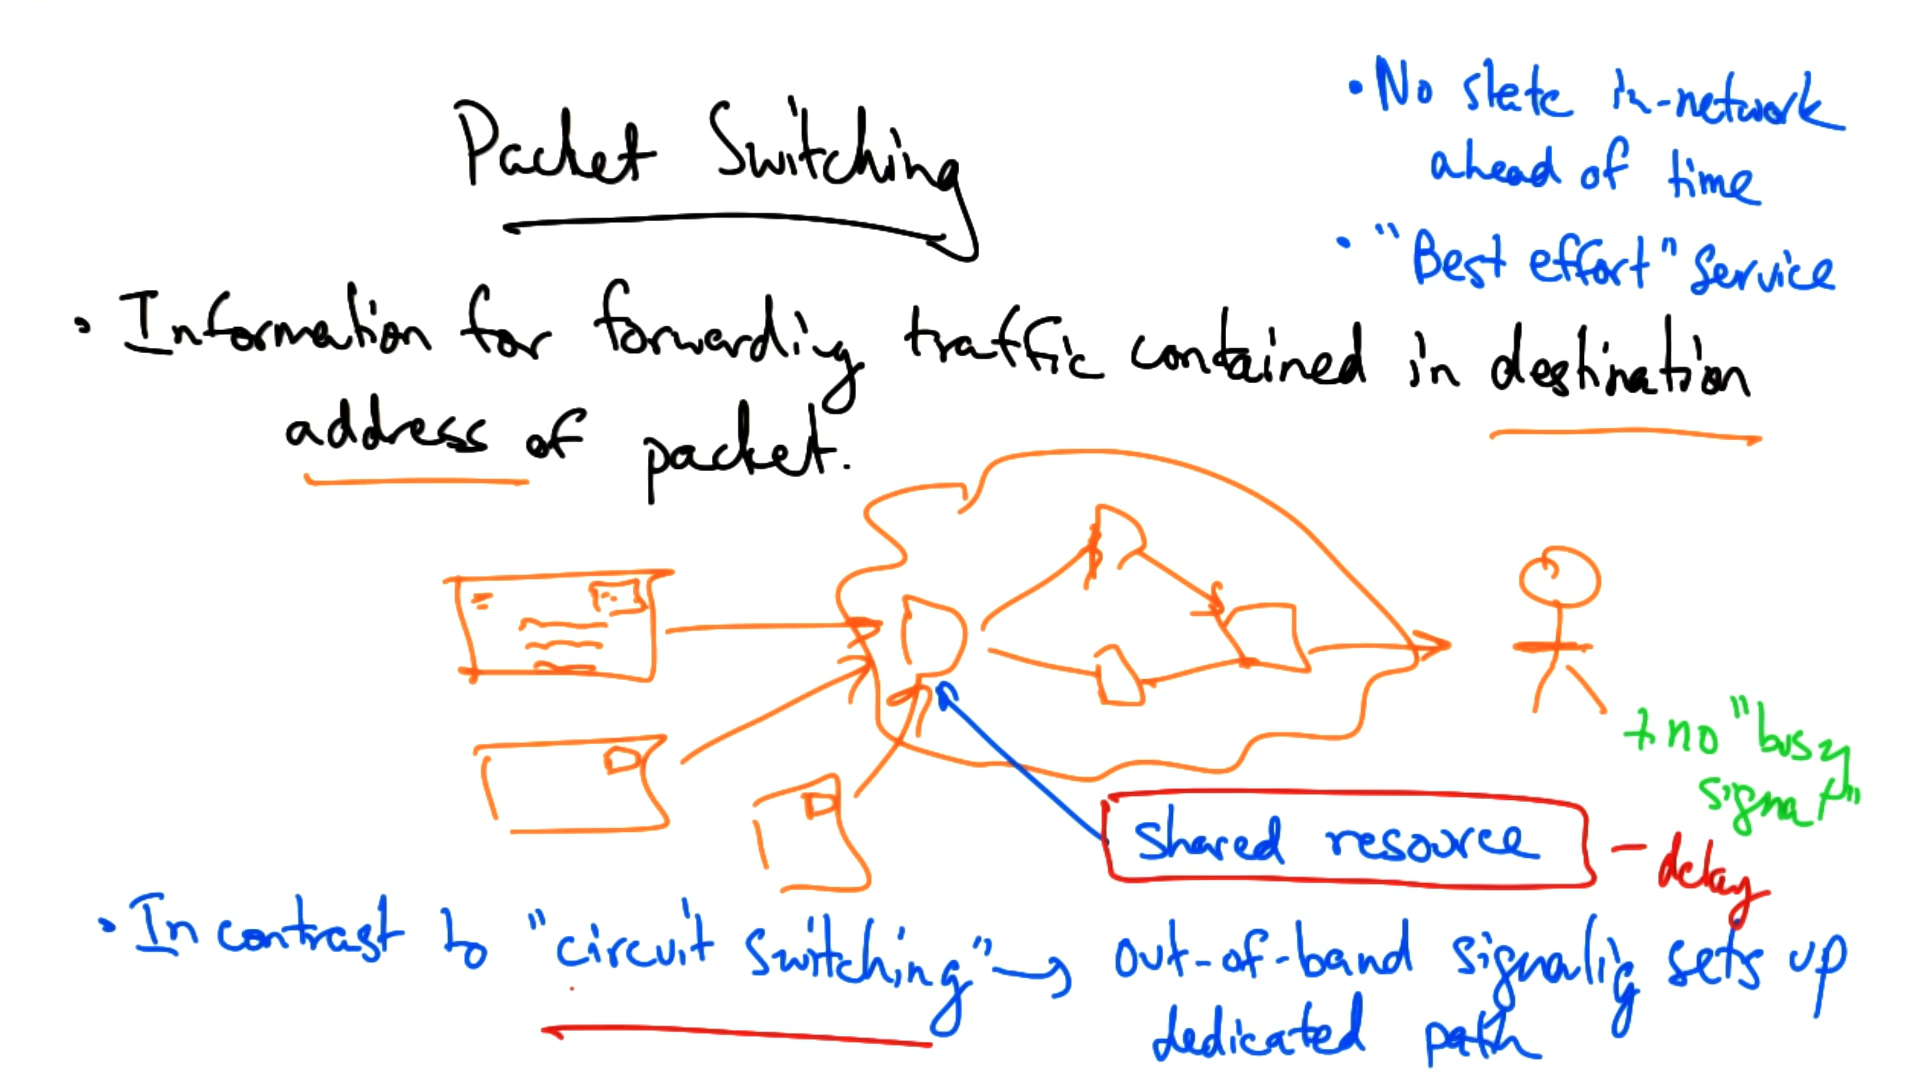 Packet Switching
• No state in-network
ahead of time
• "Best effort" Service
• Information for forwarding traffic contained in destination
address of packet.
+ no "busy
signal"
shared resource
- delay
• In contrast to "circuit switching" → out-of-band signalig sets up
dedicated path